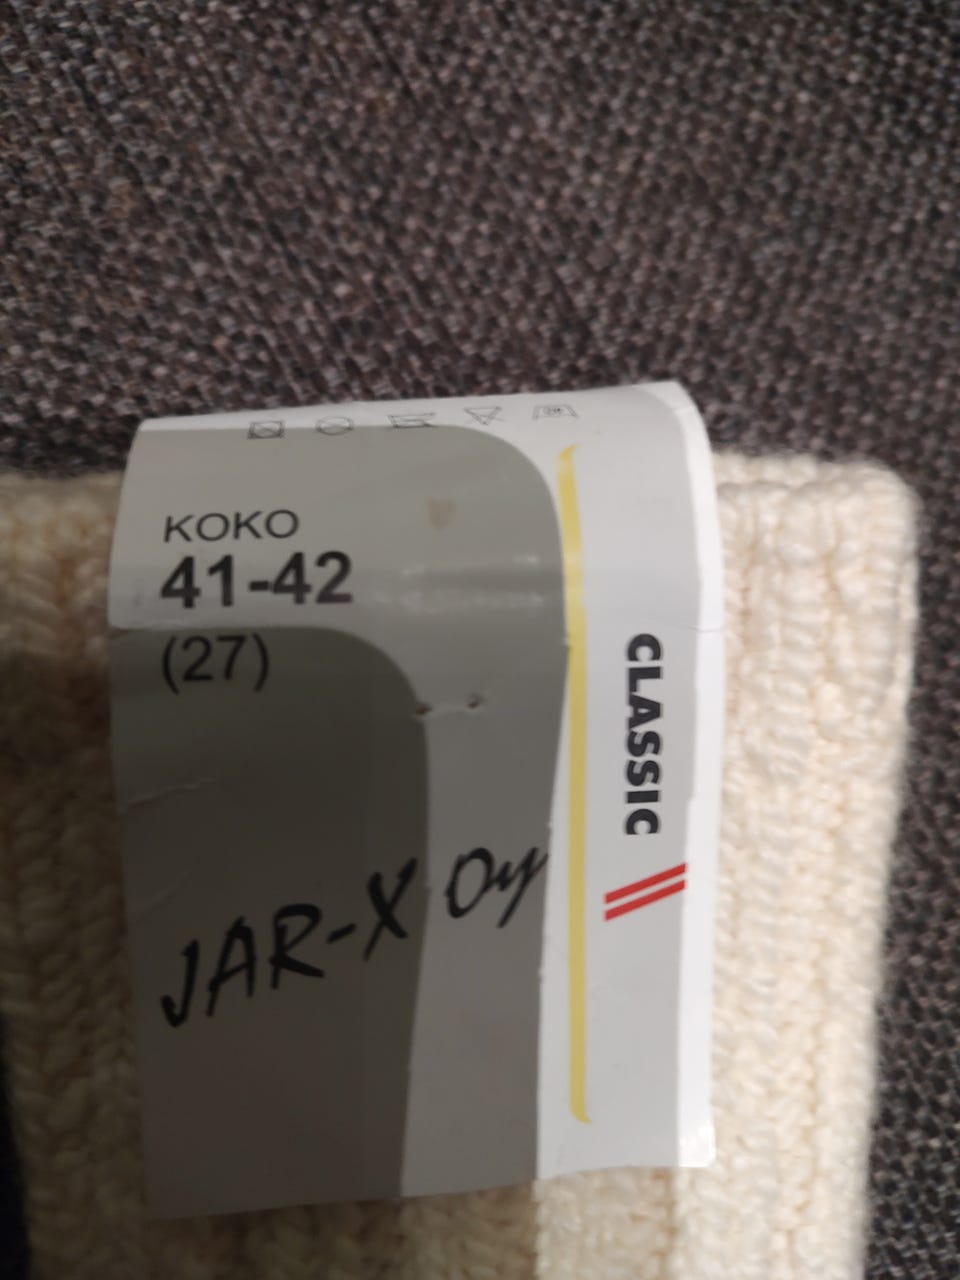 KOKO
41-42
(27)
JAR-X Oy
CLASSIC